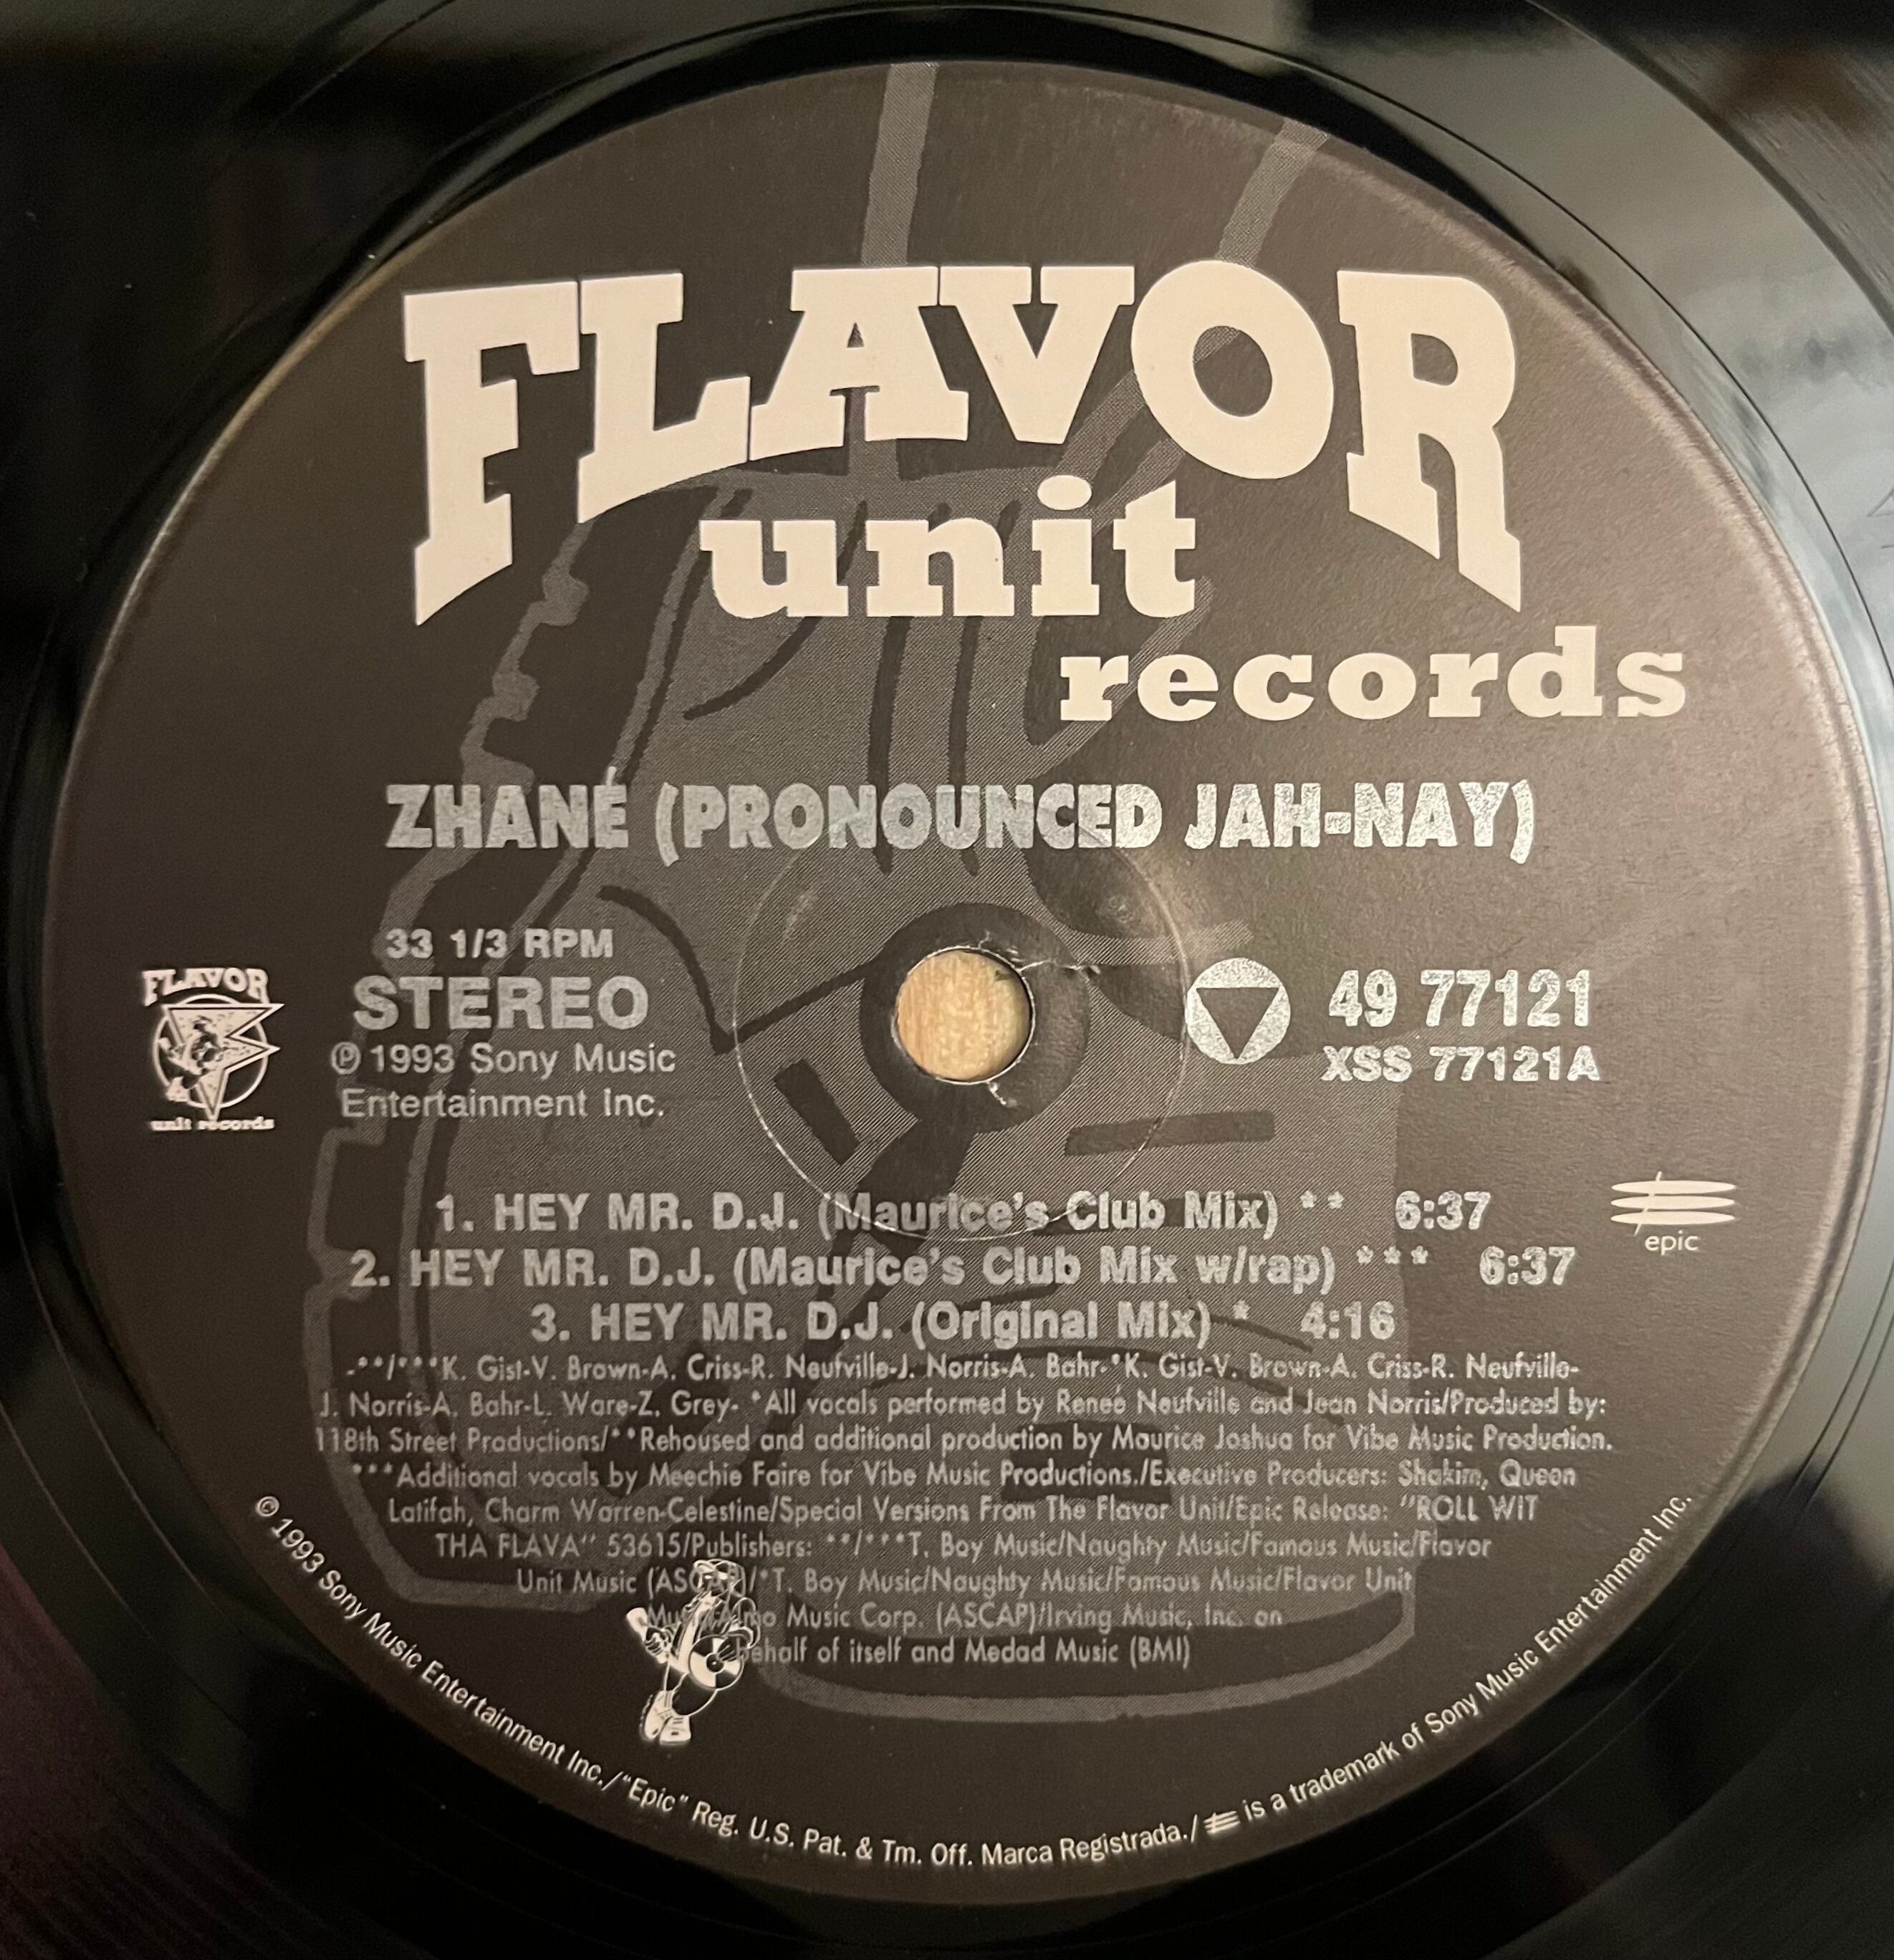 FLAVOR
unit
records
ZHANÉ (PRONOUNCED JAH-NAY)
33 1/3 RPM
STEREO
℗ 1993 Sony Music
Entertainment Inc.
FLAVOR
unit records
49 77121
XSS 77121A
1. HEY MR. D.J. (Maurice's Club Mix) ** 6:37
2. HEY MR. D.J. (Maurice's Club Mix w/rap) *** 6:37
3. HEY MR. D.J. (Original Mix) * 4:16
epic
-**/***K. Gist-V. Brown-A. Criss-R. Neufville-J. Norris-A. Bahr-*K. Gist-V. Brown-A. Criss-R. Neufville-
J. Norris-A. Bahr-L. Ware-Z. Grey- *All vocals performed by Reneé Neufville and Jean Norris/Produced by:
118th Street Productions/**Rehoused and additional production by Maurice Joshua for Vibe Music Production.
***Additional vocals by Meechie Faire for Vibe Music Productions./Executive Producers: Shakim, Queen
Latifah, Charm Warren-Celestine/Special Versions From The Flavor Unit/Epic Release: "ROLL WIT
THA FLAVA" 53615/Publishers: **/***T. Boy Music/Naughty Music/Famous Music/Flavor
Unit Music (ASCAP)/*T. Boy Music/Naughty Music/Famous Music/Flavor Unit
Music Corp. (ASCAP)/Irving Music, Inc. on
behalf of itself and Medad Music (BMI)
© 1993 Sony Music Entertainment Inc./"Epic" Reg. U.S. Pat. & Tm. Off. Marca Registrada./ is a trademark of Sony Music Entertainment Inc.